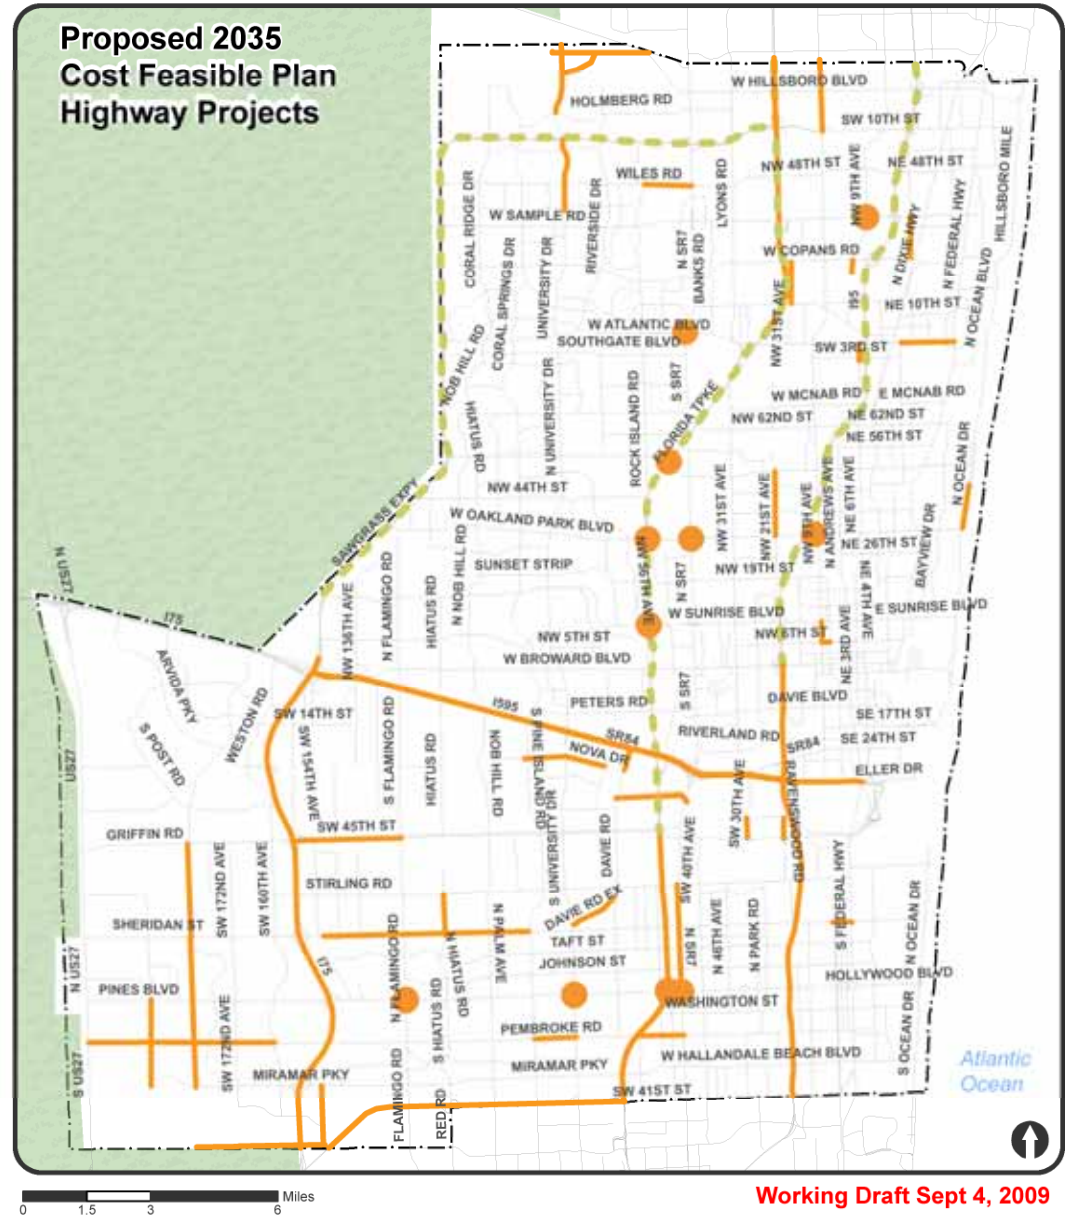 Proposed 2035
Cost Feasible Plan
Highway Projects
W HILLSBORO BLVD
HOLMBERG RD
SW 10TH ST
NW 48TH ST
NE 48TH ST
NW 9TH AVE
HILLSBORO MILE
WILES RD
LYONS RD
CORAL RIDGE DR
W SAMPLE RD
RIVERSIDE DR
N DIXIE HWY
N FEDERAL HWY
CORAL SPRINGS DR
UNIVERSITY DR
N SR7
BANKS RD
W COPANS RD
N OCEAN BLVD
I95
NE 10TH ST
NW 31ST AVE
W ATLANTIC BLVD
SOUTHGATE BLVD
SW 3RD ST
NOB HILL RD
N UNIVERSITY DR
ROCK ISLAND RD
S SR7
FLORIDA TPKE
W MCNAB RD
E MCNAB RD
HIATUS RD
NW 62ND ST
NE 62ND ST
NE 56TH ST
N OCEAN DR
NW 44TH ST
NW 31ST AVE
NW 21ST AVE
NW 9TH AVE
N ANDREWS AVE
NE 6TH AVE
SAWGRASS EXPY
W OAKLAND PARK BLVD
BAYVIEW DR
NE 26TH ST
N US27
N FLAMINGO RD
HIATUS RD
N NOB HILL RD
SUNSET STRIP
NW 56TH AVE
N SR7
NW 19TH ST
NE 4TH AVE
I75
NW 136TH AVE
W SUNRISE BLVD
E SUNRISE BLVD
NW 5TH ST
NW 6TH ST
NE 3RD AVE
W BROWARD BLVD
ARVIDA PKY
WESTON RD
SW 14TH ST
I595
PETERS RD
S SR7
DAVIE BLVD
SE 17TH ST
S POST RD
SW 154TH AVE
S FLAMINGO RD
HIATUS RD
NOB HILL RD
S PINE ISLAND RD
SR84
NOVA DR
RIVERLAND RD
SR84
SE 24TH ST
US27
ELLER DR
SW 30TH AVE
RAVENSWOOD RD
GRIFFIN RD
SW 45TH ST
S UNIVERSITY DR
DAVIE RD
SW 40TH AVE
SW 172ND AVE
SW 160TH AVE
STIRLING RD
S FEDERAL HWY
SHERIDAN ST
DAVIE RD EX
N OCEAN DR
N FLAMINGO RD
N HIATUS RD
N PALM AVE
TAFT ST
N SR7
N 46TH AVE
N PARK RD
JOHNSON ST
N US27
I75
HOLLYWOOD BLVD
PINES BLVD
WASHINGTON ST
SW 172ND AVE
S HIATUS RD
PEMBROKE RD
S OCEAN DR
S US27
MIRAMAR PKY
FLAMINGO RD
MIRAMAR PKY
W HALLANDALE BEACH BLVD
Atlantic
Ocean
RED RD
SW 41ST ST
Miles
0 1.5 3 6
Working Draft Sept 4, 2009